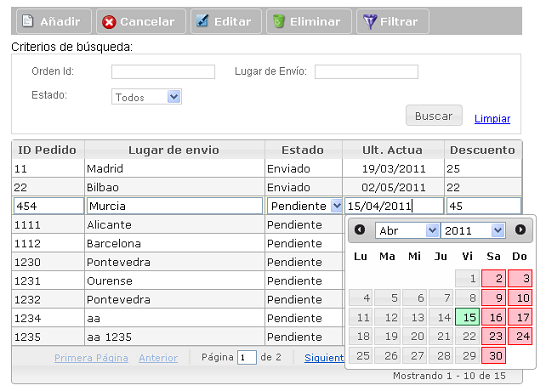 Añadir Cancelar Editar Eliminar Filtrar
Criterios de búsqueda:
Orden Id: Lugar de Envío:
Estado: Todos
Buscar Limpiar
ID Pedido Lugar de envio Estado Ult. Actua Descuento
11 Madrid Enviado 19/03/2011 25
22 Bilbao Enviado 02/05/2011 22
454 Murcia Pendiente 15/04/2011 45
1111 Alicante Pendiente
1112 Barcelona Pendiente
1230 Pontevedra Pendiente
1231 Ourense Pendiente
1232 Pontevedra Pendiente
1234 aa Pendiente
1235 aa 1235 Pendiente
Abr 2011
Lu Ma Mi Ju Vi Sa Do
1 2 3
4 5 6 7 8 9 10
11 12 13 14 15 16 17
18 19 20 21 22 23 24
25 26 27 28 29 30
Primera Página Anterior Página 1 de 2 Siguient
Mostrando 1 - 10 de 15